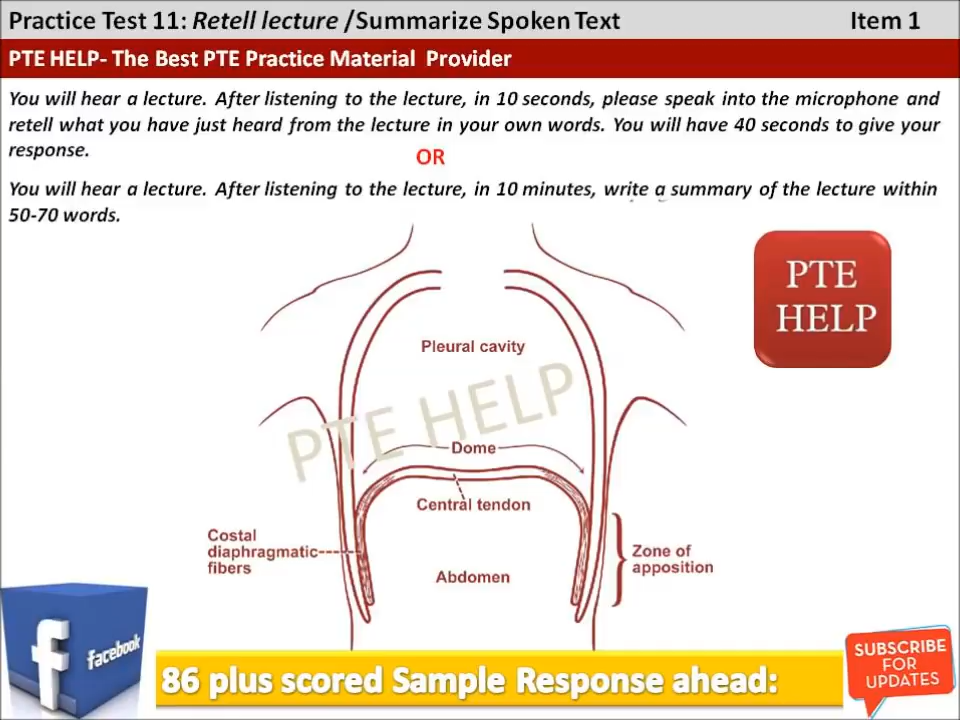 Practice Test 11: Retell lecture /Summarize Spoken Text Item 1
PTE HELP- The Best PTE Practice Material Provider
You will hear a lecture. After listening to the lecture, in 10 seconds, please speak into the microphone and
retell what you have just heard from the lecture in your own words. You will have 40 seconds to give your
response.
OR
You will hear a lecture. After listening to the lecture, in 10 minutes, write a summary of the lecture within
50-70 words.
PTE
HELP
Pleural cavity
PTE HELP
Dome
Central tendon
Costal
diaphragmatic
fibers
Zone of
apposition
Abdomen
facebook
86 plus scored Sample Response ahead:
SUBSCRIBE
FOR
UPDATES